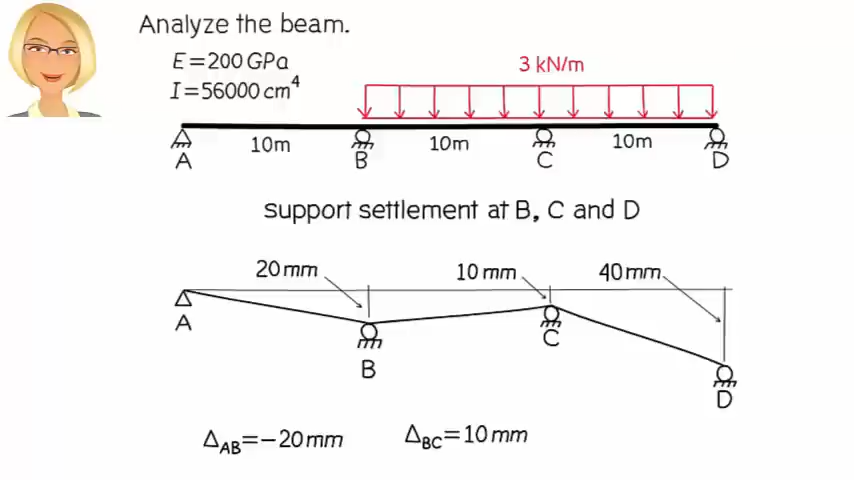 Analyze the beam.
E=200 GPa
I=56000 cm⁴
3 kN/m
10m 10m 10m
A B C D
support settlement at B, C and D
20 mm 10 mm 40 mm
A
B
C
D
Δ_AB=−20 mm Δ_BC=10 mm